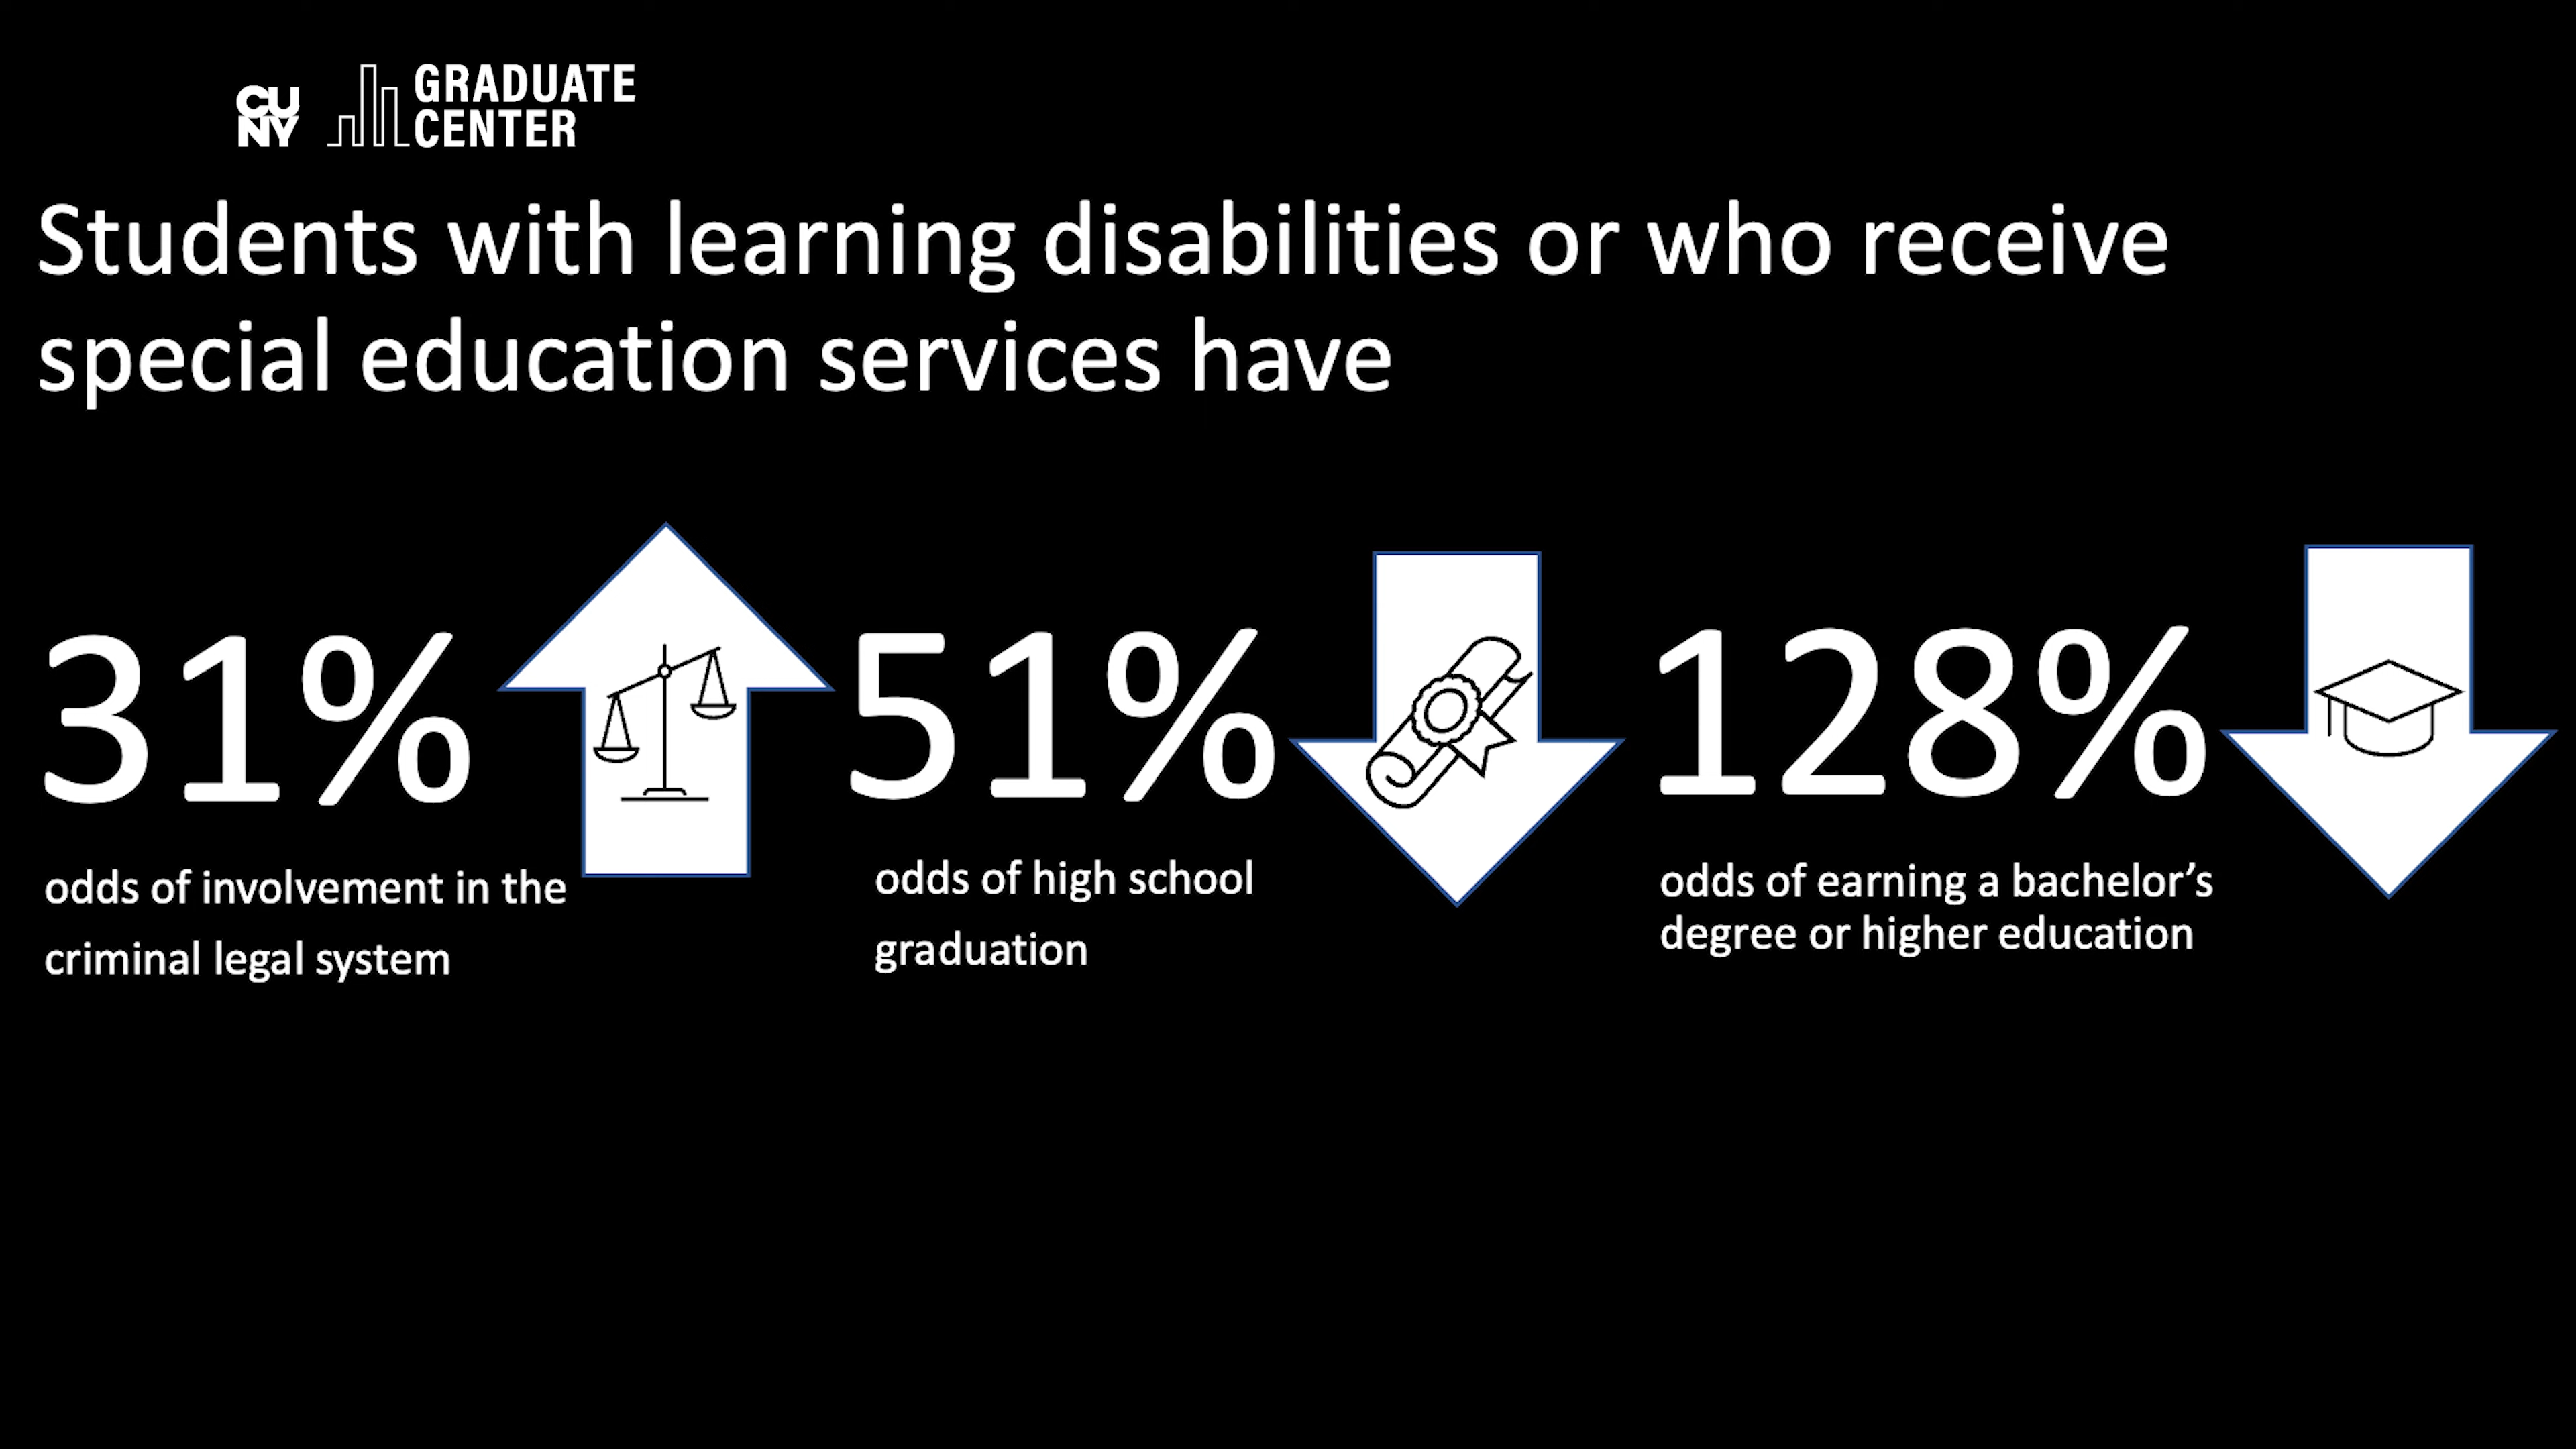 CU
NY
GRADUATE
CENTER
Students with learning disabilities or who receive
special education services have
31%
odds of involvement in the
criminal legal system
51%
odds of high school
graduation
128%
odds of earning a bachelor’s
degree or higher education